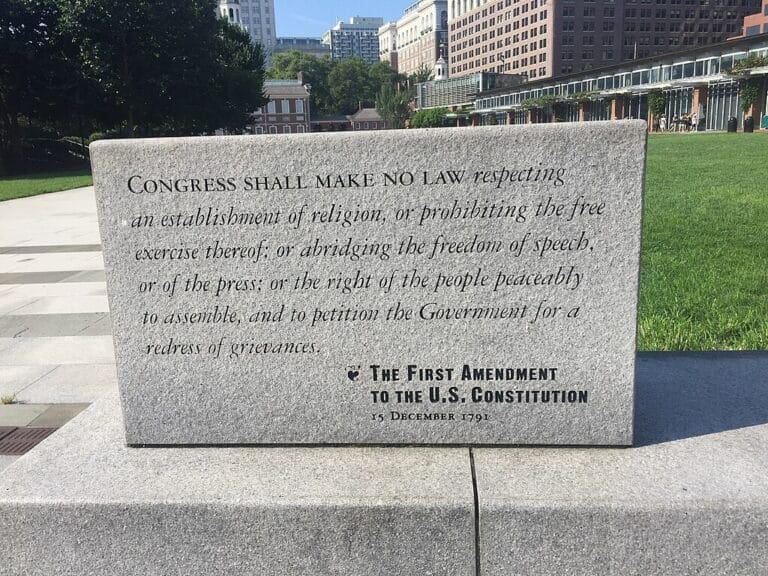 CONGRESS SHALL MAKE NO LAW respecting
an establishment of religion, or prohibiting the free
exercise thereof; or abridging the freedom of speech,
or of the press; or the right of the people peaceably
to assemble, and to petition the Government for a
redress of grievances.
THE FIRST AMENDMENT
TO THE U.S. CONSTITUTION
15 DECEMBER 1791